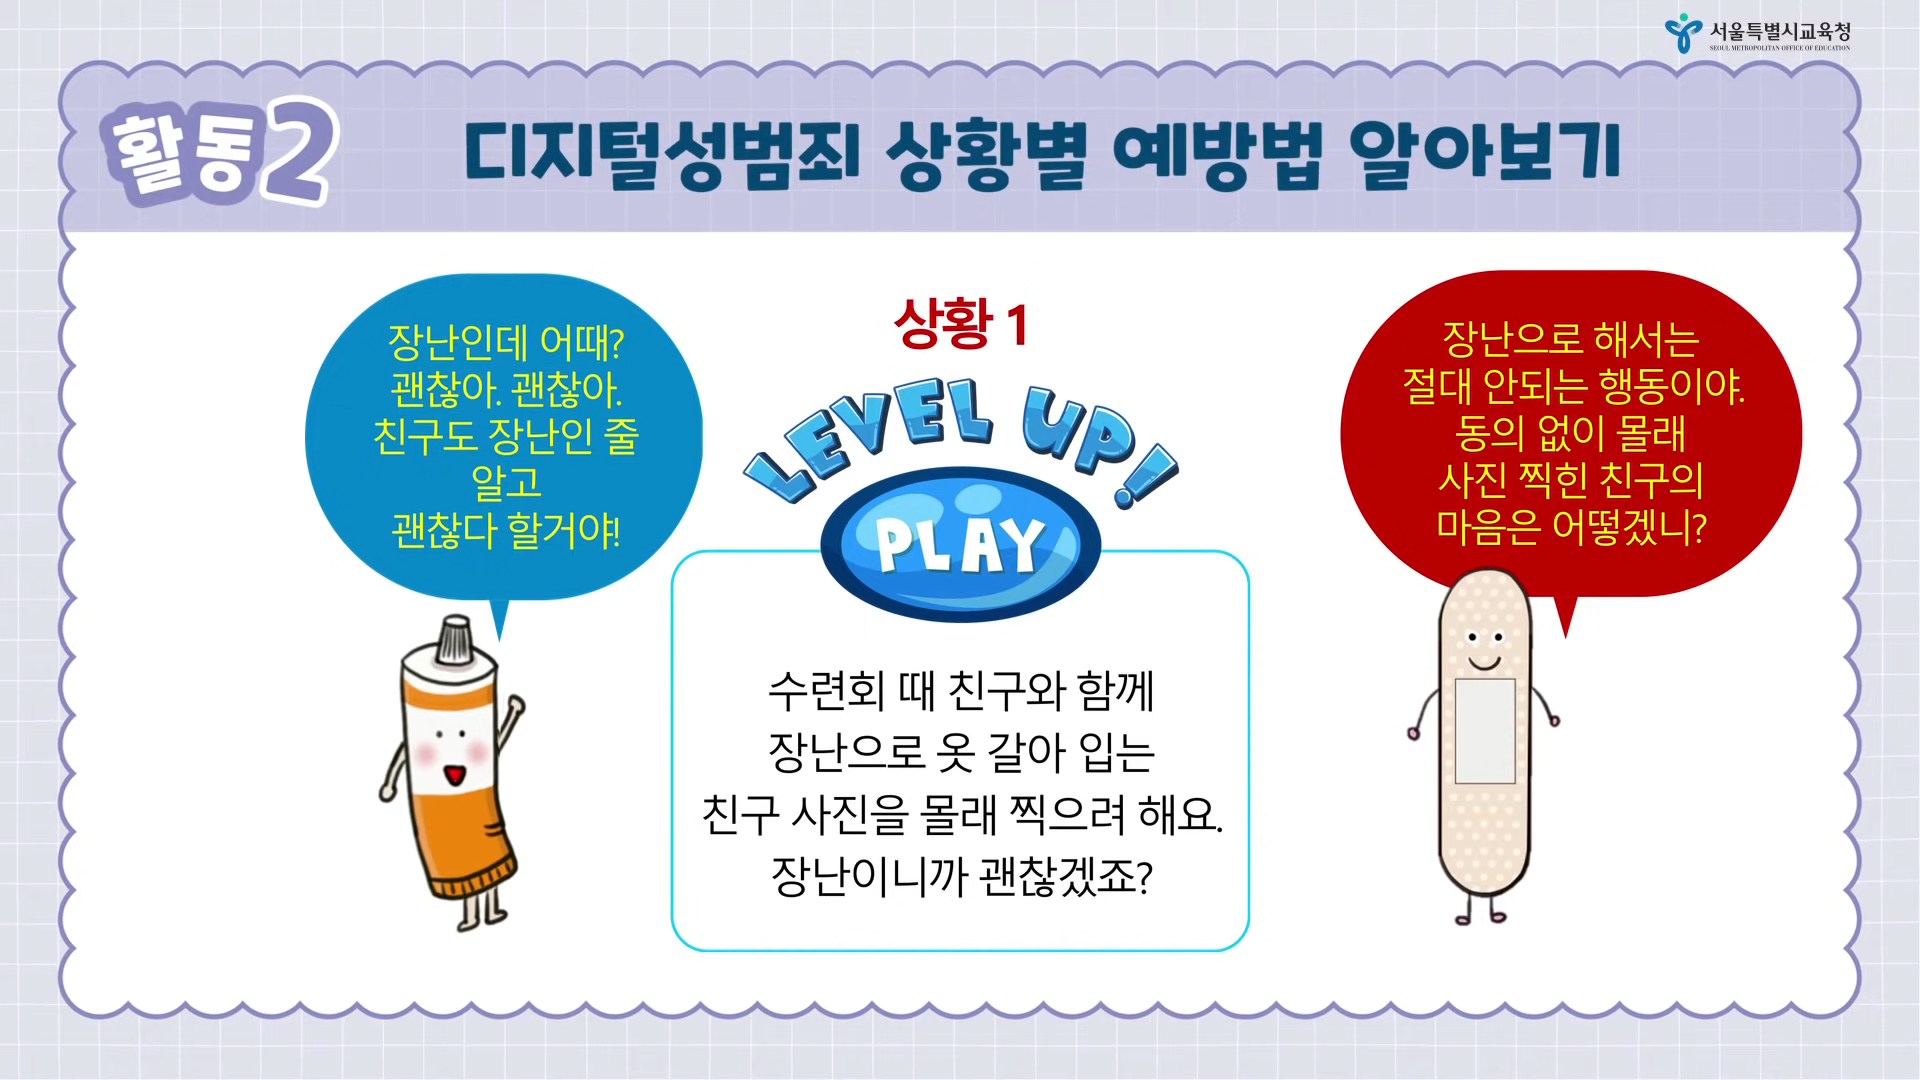 서울특별시교육청
SEOUL METROPOLITAN OFFICE OF EDUCATION
활동2
디지털성범죄 상황별 예방법 알아보기
장난인데 어때?
괜찮아. 괜찮아.
친구도 장난인 줄
알고
괜찮다 할거야!
상황 1
LEVEL UP!
PLAY
수련회 때 친구와 함께
장난으로 옷 갈아 입는
친구 사진을 몰래 찍으려 해요.
장난이니까 괜찮겠죠?
장난으로 해서는
절대 안되는 행동이야.
동의 없이 몰래
사진 찍힌 친구의
마음은 어떻겠니?